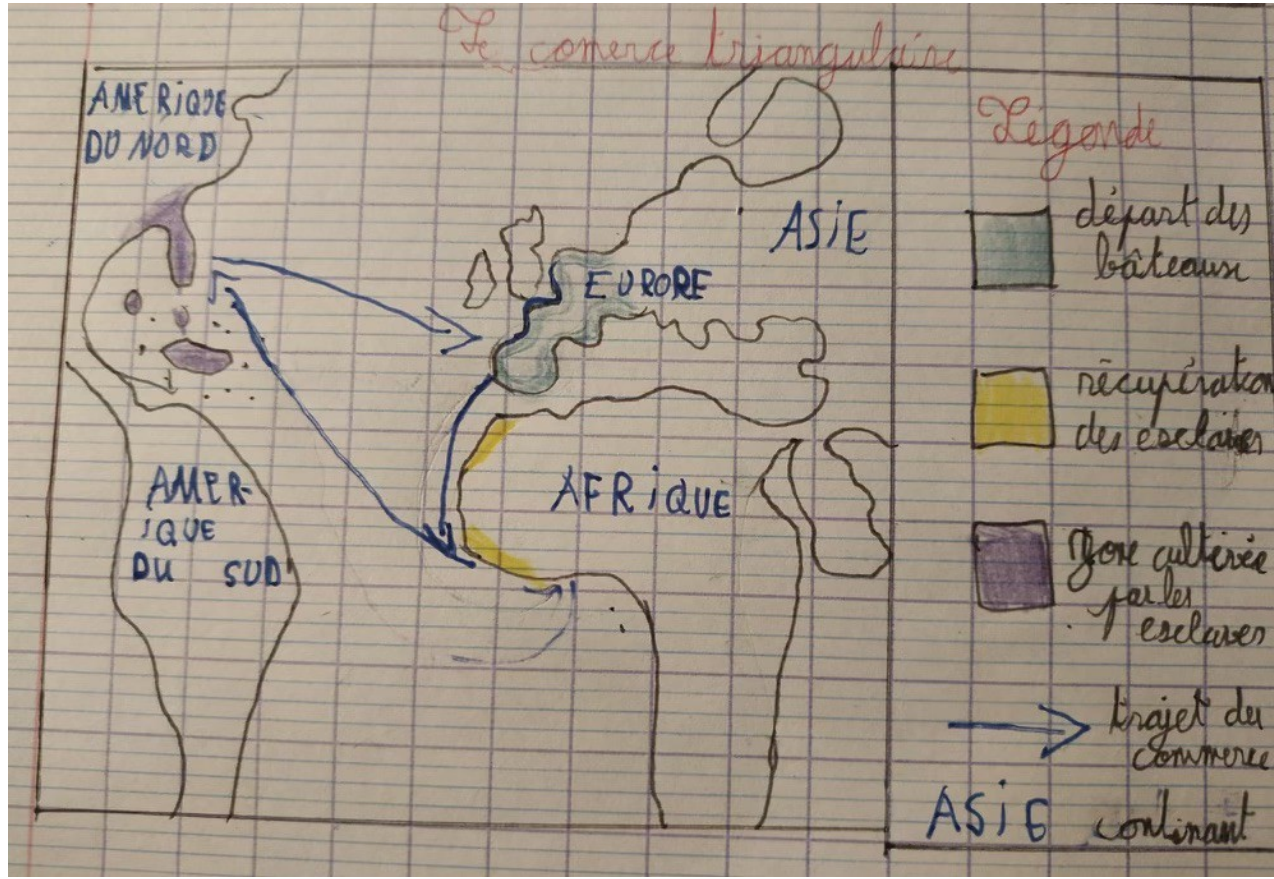 Le comerce triangulaire
AMERIQUE
DU NORD
ASIE
EURORE
AFRIQUE
AMER-
IQUE
DU SUD
Légende
départ des
bâteaux
récupération
des esclaves
Zone cultivée
par les
esclaves
trajet du
commerce
ASIE continant